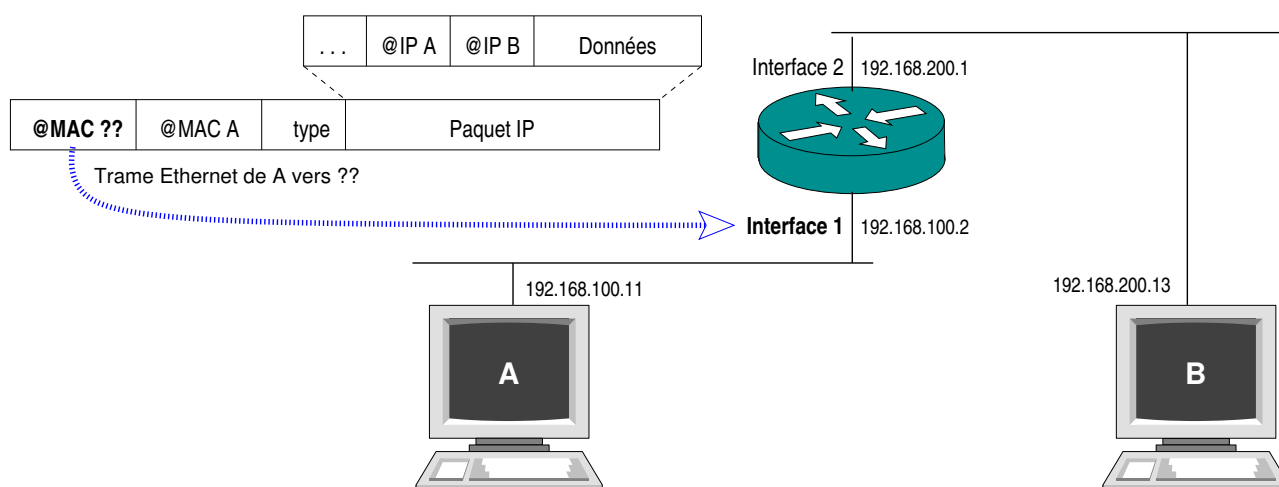 . . . @IP A @IP B Données
@MAC ?? @MAC A type Paquet IP
Trame Ethernet de A vers ??
Interface 2 192.168.200.1
Interface 1 192.168.100.2
192.168.100.11
192.168.200.13
A
B